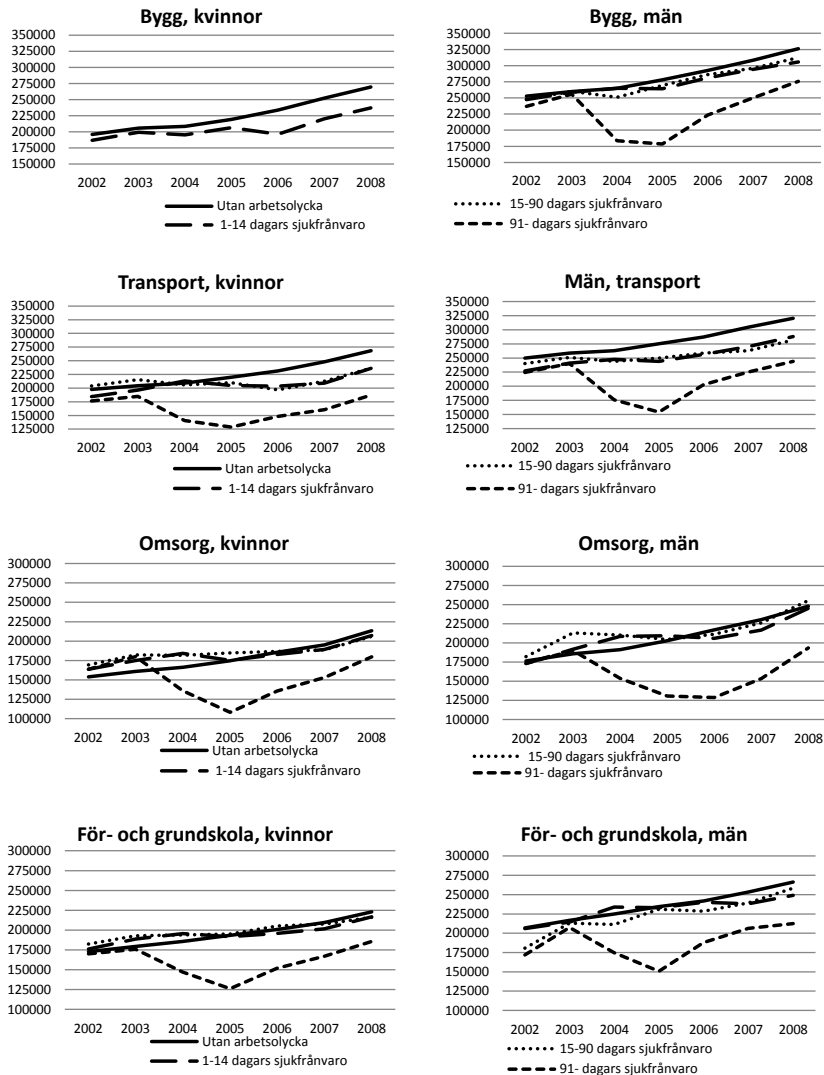 Bygg, kvinnor
350000
325000
300000
275000
250000
225000
200000
175000
150000
2002 2003 2004 2005 2006 2007 2008
Utan arbetsolycka
1-14 dagars sjukfrånvaro
Bygg, män
350000
325000
300000
275000
250000
225000
200000
175000
150000
2002 2003 2004 2005 2006 2007 2008
15-90 dagars sjukfrånvaro
91- dagars sjukfrånvaro
Transport, kvinnor
350000
325000
300000
275000
250000
225000
200000
175000
150000
125000
2002 2003 2004 2005 2006 2007 2008
Utan arbetsolycka
1-14 dagars sjukfrånvaro
Män, transport
350000
325000
300000
275000
250000
225000
200000
175000
150000
125000
2002 2003 2004 2005 2006 2007 2008
15-90 dagars sjukfrånvaro
91- dagars sjukfrånvaro
Omsorg, kvinnor
300000
275000
250000
225000
200000
175000
150000
125000
100000
2002 2003 2004 2005 2006 2007 2008
Utan arbetsolycka
1-14 dagars sjukfrånvaro
Omsorg, män
300000
275000
250000
225000
200000
175000
150000
125000
100000
2002 2003 2004 2005 2006 2007 2008
15-90 dagars sjukfrånvaro
91- dagars sjukfrånvaro
För- och grundskola, kvinnor
300000
275000
250000
225000
200000
175000
150000
125000
100000
2002 2003 2004 2005 2006 2007 2008
Utan arbetsolycka
1-14 dagars sjukfrånvaro
För- och grundskola, män
300000
275000
250000
225000
200000
175000
150000
125000
100000
2002 2003 2004 2005 2006 2007 2008
15-90 dagars sjukfrånvaro
91- dagars sjukfrånvaro